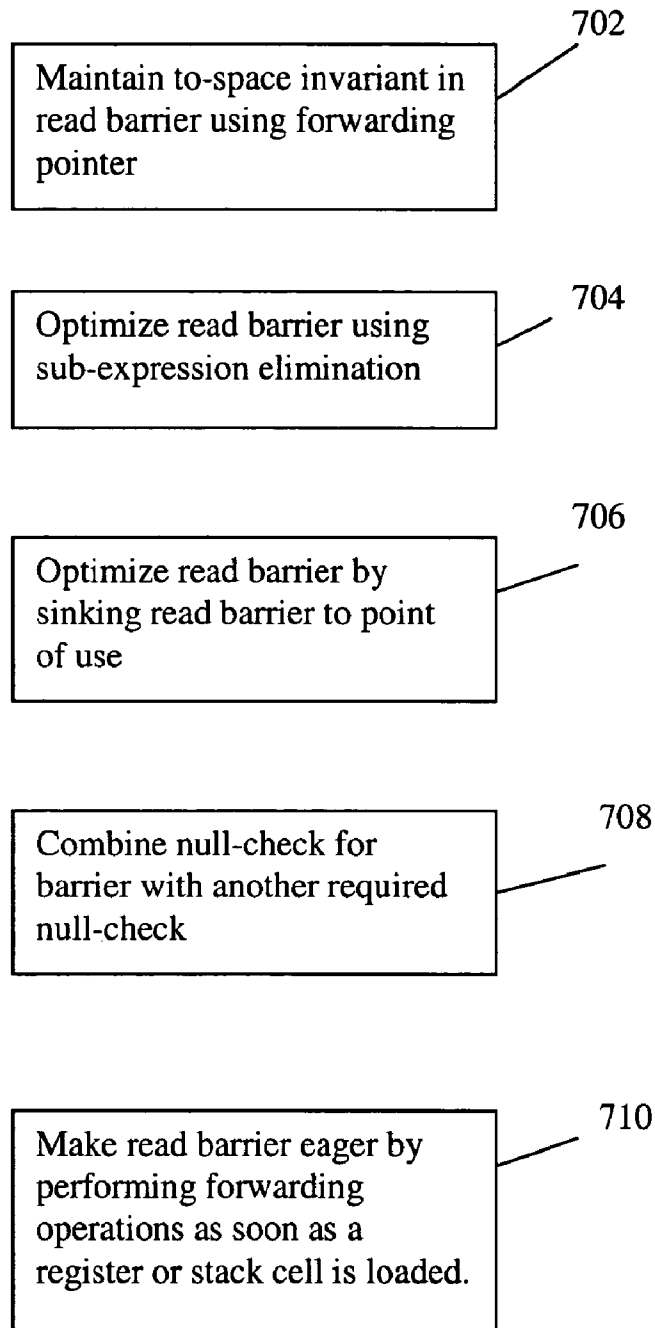 702
Maintain to-space invariant in
read barrier using forwarding
pointer
704
Optimize read barrier using
sub-expression elimination
706
Optimize read barrier by
sinking read barrier to point
of use
708
Combine null-check for
barrier with another required
null-check
710
Make read barrier eager by
performing forwarding
operations as soon as a
register or stack cell is loaded.